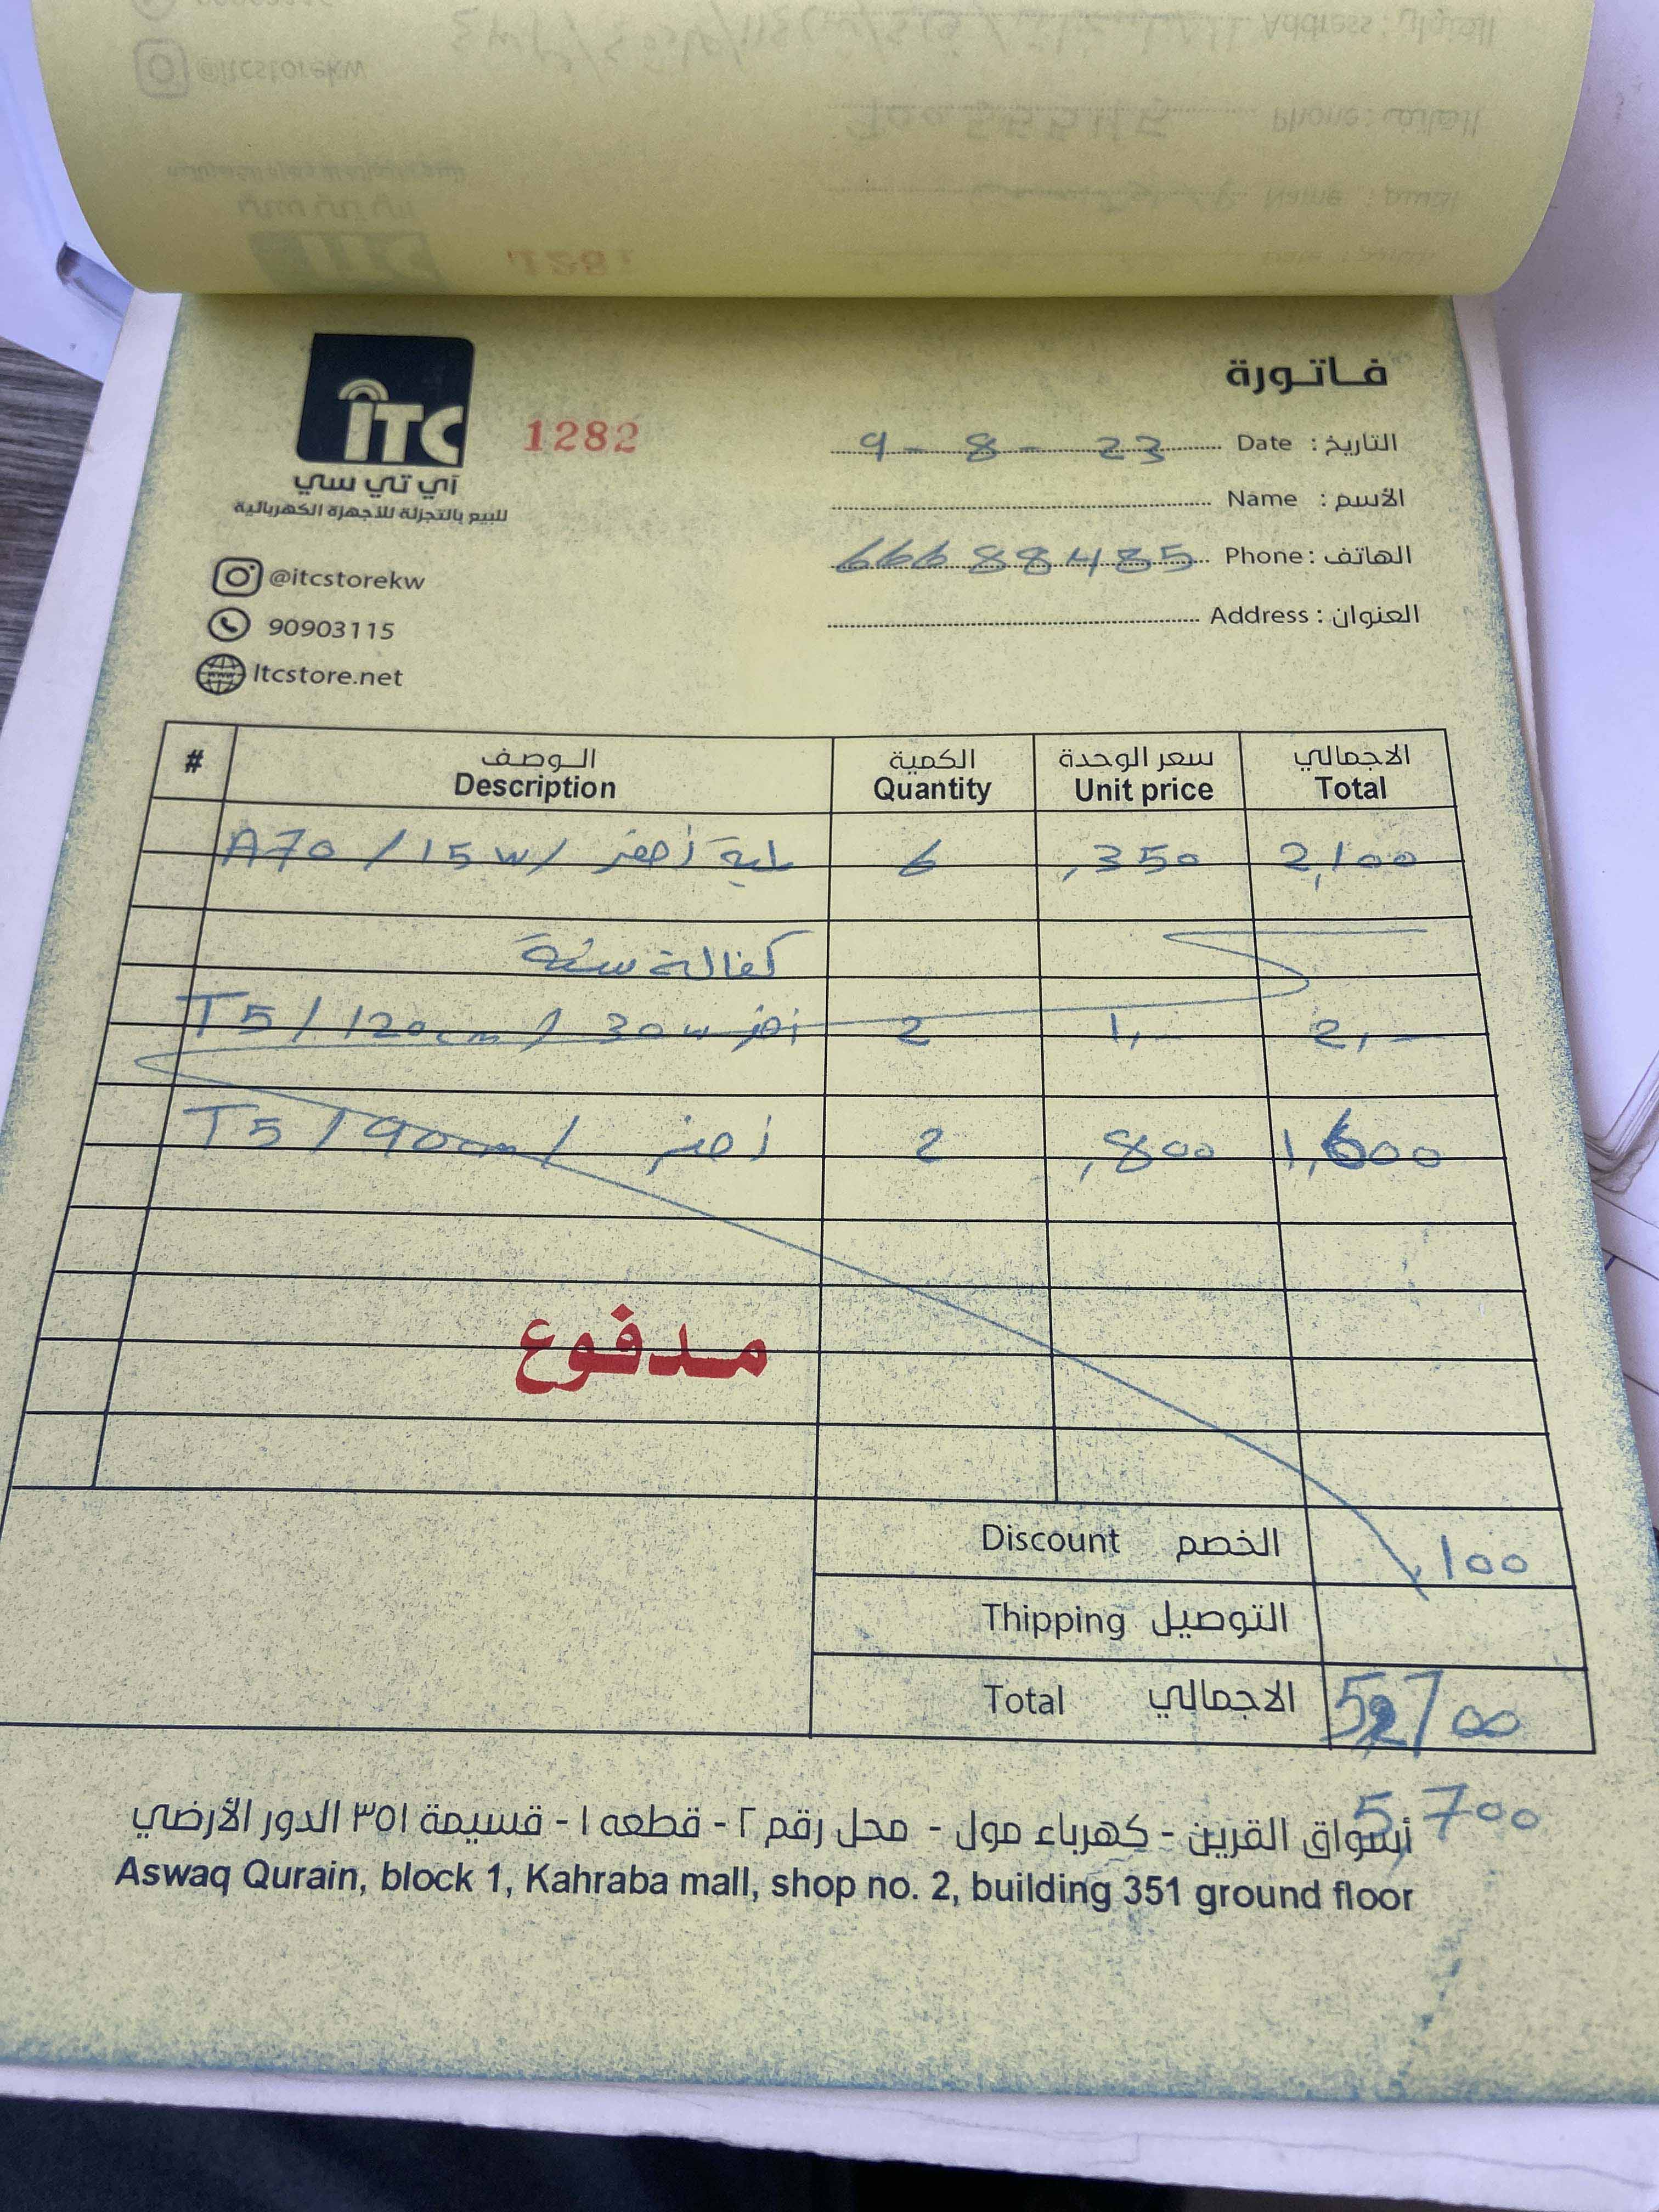 @itcstorekw
فـاتـورة
ITC
1282
آي تي سي
للبيع بالتجزئة للأجهزة الكهربائية
9 - 8 - 23 Date : التاريخ
Name : الأسم
66688485 Phone : الهاتف
Address : العنوان
@itcstorekw
90903115
Itcstore.net
# الـوصـف الكمية سعر الوحدة الاجمالي
Description Quantity Unit price Total
A70 / 15w / أصفر 6 ,350 2,100
كفالة سنة
T5 / 120cm / 30w أصفر 2 1,- 2,-
T5 / 90cm / أصفر 2 ,800 1,600
مـدفوع
Discount الخصم ,100
Thipping التوصيل
Total الاجمالي 5,700
5,700
أسواق القرين - كهرباء مول - محل رقم ٢ - قطعه ١ - قسيمة ٣٥١ الدور الأرضي
Aswaq Qurain, block 1, Kahraba mall, shop no. 2, building 351 ground floor